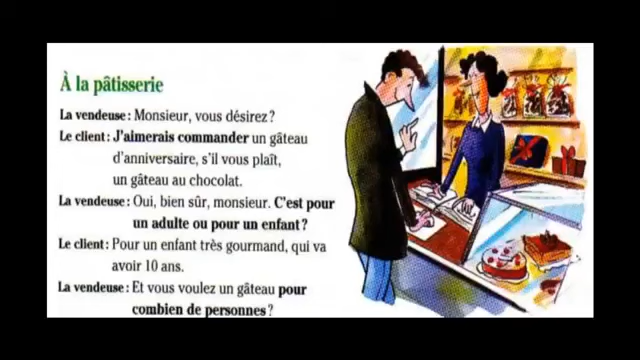 À la pâtisserie
La vendeuse : Monsieur, vous désirez ?
Le client : J'aimerais commander un gâteau
d'anniversaire, s'il vous plaît,
un gâteau au chocolat.
La vendeuse : Oui, bien sûr, monsieur. C'est pour
un adulte ou pour un enfant ?
Le client : Pour un enfant très gourmand, qui va
avoir 10 ans.
La vendeuse : Et vous voulez un gâteau pour
combien de personnes ?